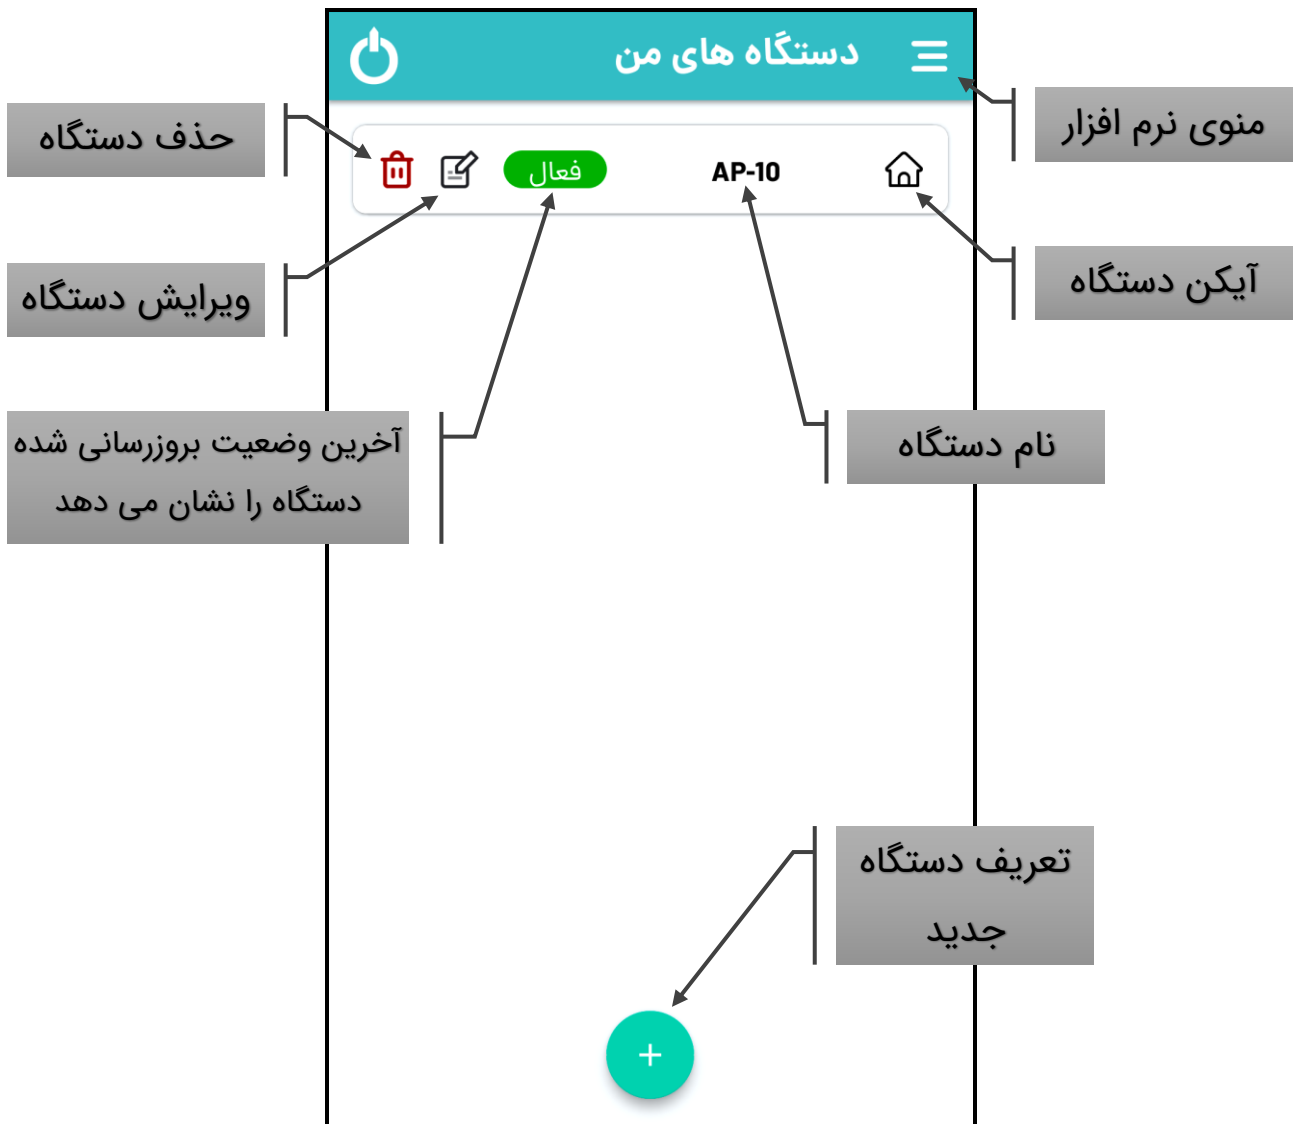 دستگاه های من
منوی نرم افزار
حذف دستگاه
AP-10
فعال
آیکن دستگاه
ویرایش دستگاه
نام دستگاه
آخرین وضعیت بروزرسانی شده
دستگاه را نشان می دهد
تعریف دستگاه
جدید